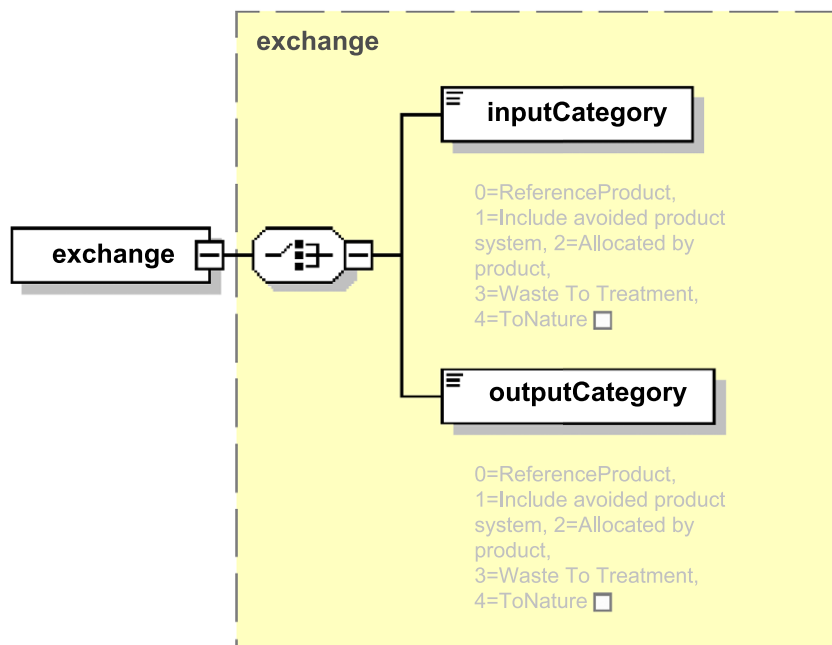 exchange
inputCategory
0=ReferenceProduct,
1=Include avoided product
system, 2=Allocated by
product,
3=Waste To Treatment,
4=ToNature
exchange
outputCategory
0=ReferenceProduct,
1=Include avoided product
system, 2=Allocated by
product,
3=Waste To Treatment,
4=ToNature